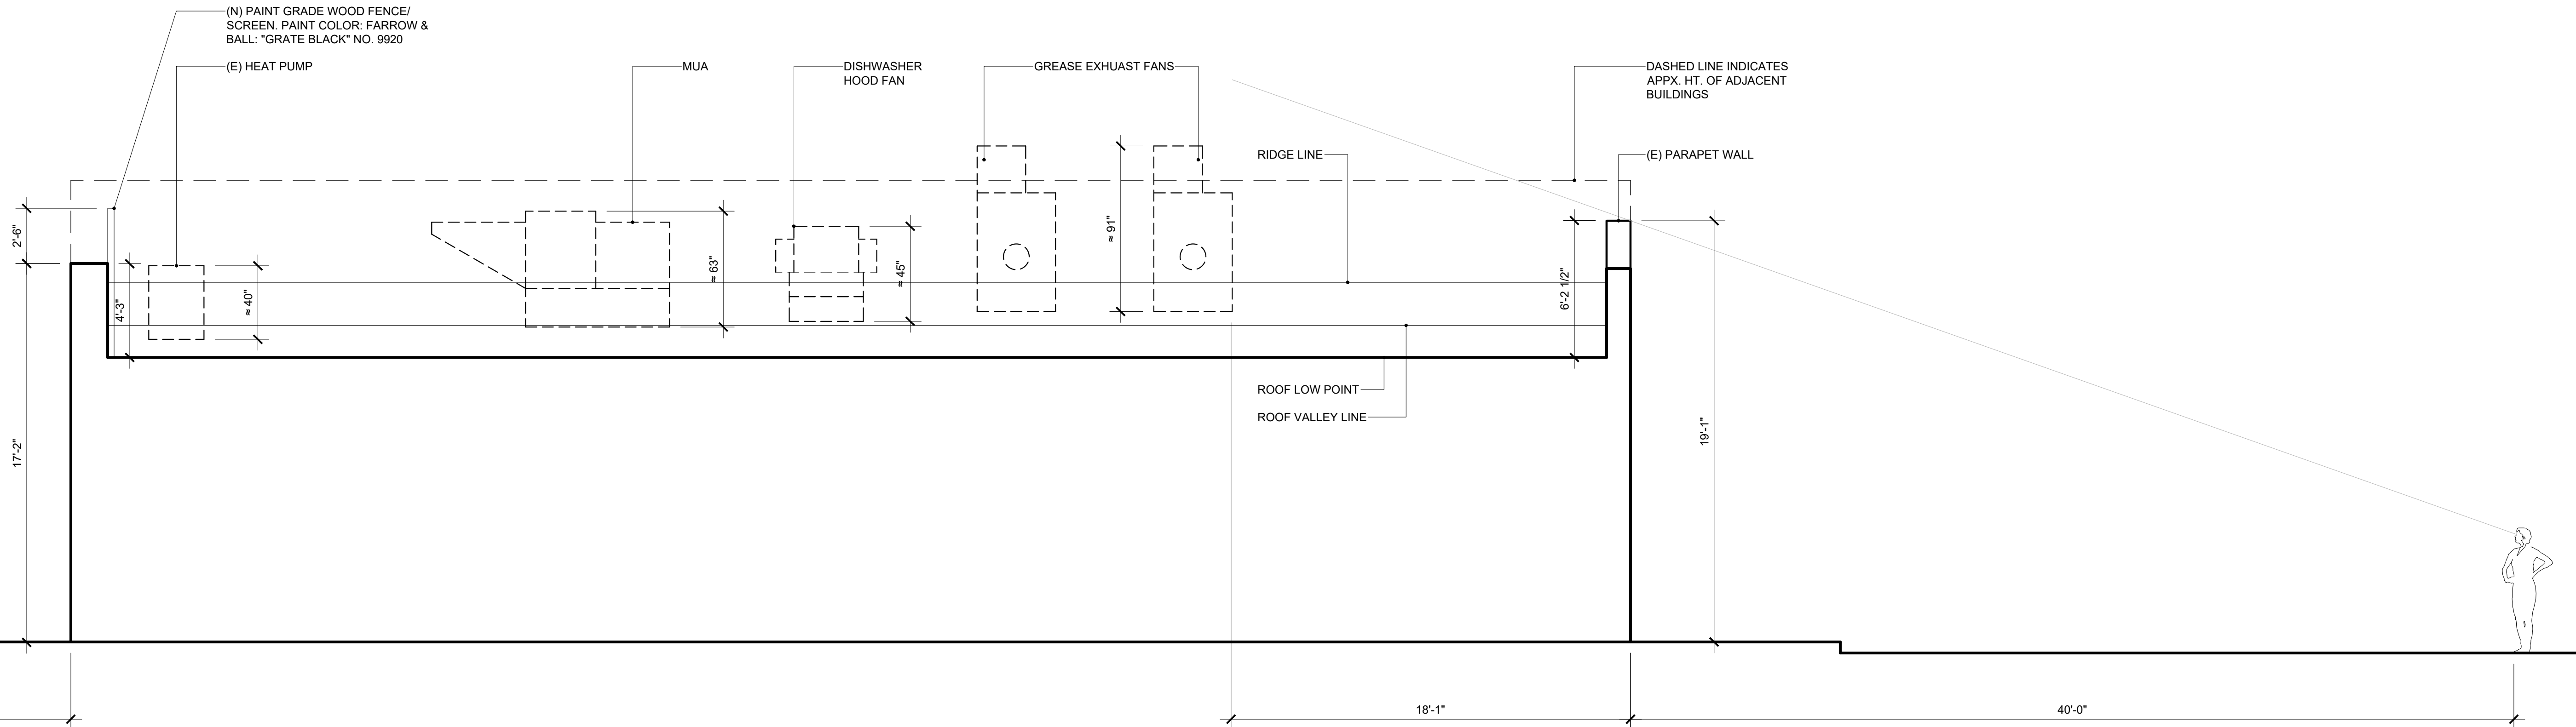 (N) PAINT GRADE WOOD FENCE/
SCREEN. PAINT COLOR: FARROW &
BALL: "GRATE BLACK" NO. 9920
(E) HEAT PUMP
MUA
DISHWASHER
HOOD FAN
GREASE EXHUAST FANS
DASHED LINE INDICATES
APPX. HT. OF ADJACENT
BUILDINGS
RIDGE LINE
(E) PARAPET WALL
2'-6"
4'-3"
≈ 40"
≈ 63"
≈ 45"
≈ 91"
6'-2 1/2"
ROOF LOW POINT
ROOF VALLEY LINE
17'-2"
19'-1"
18'-1"
40'-0"